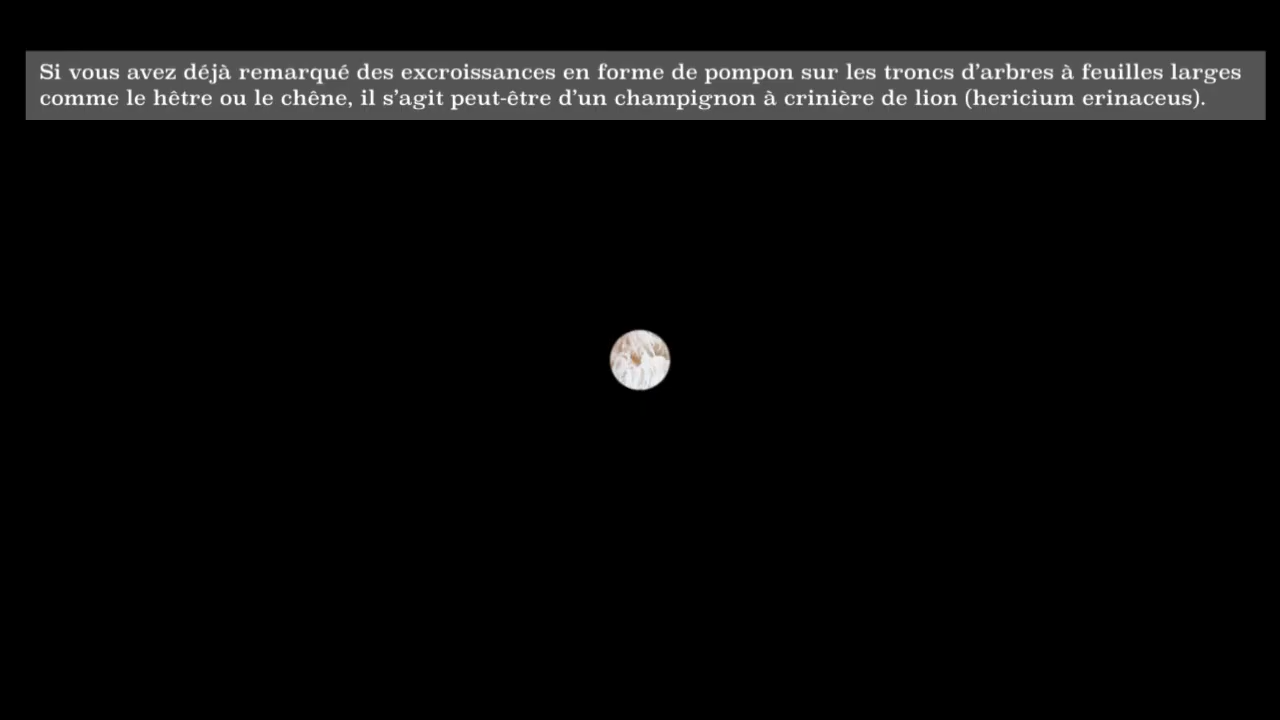 Si vous avez déjà remarqué des excroissances en forme de pompon sur les troncs d’arbres à feuilles larges
comme le hêtre ou le chêne, il s’agit peut-être d’un champignon à crinière de lion (hericium erinaceus).